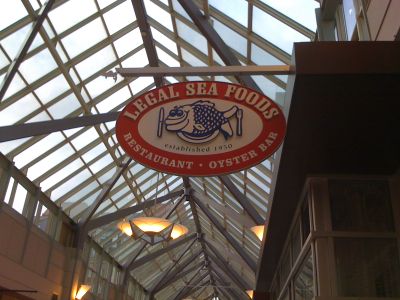 LEGAL SEA FOODS
established 1950
RESTAURANT • OYSTER BAR